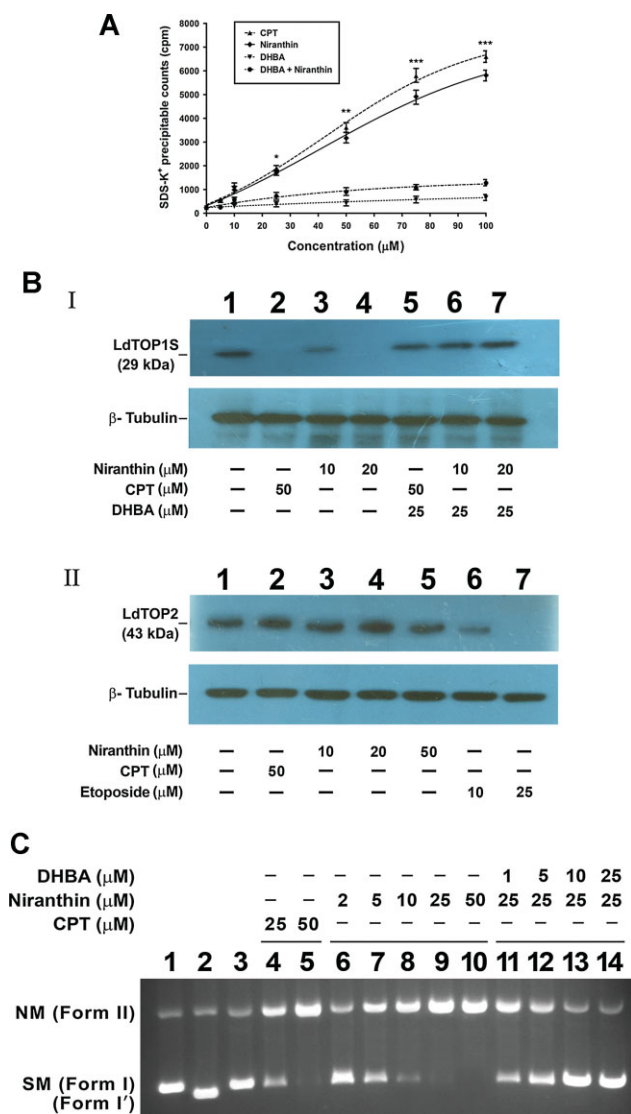 A
CPT
Niranthin
DHBA
DHBA + Niranthin
SDS-K+ precipitable counts (cpm)
8000
7000
6000
5000
4000
3000
2000
1000
0
* ** *** ***
0 10 20 30 40 50 60 70 80 90 100
Concentration (μM)
B
I
1 2 3 4 5 6 7
LdTOP1S
(29 kDa)
β- Tubulin
Niranthin (μM) — — 10 20 — 10 20
CPT (μM) — 50 — — 50 — —
DHBA (μM) — — — — 25 25 25
II
1 2 3 4 5 6 7
LdTOP2
(43 kDa)
β- Tubulin
Niranthin (μM) — — 10 20 50 — —
CPT (μM) — 50 — — — — —
Etoposide (μM) — — — — — 10 25
C
DHBA (μM) — — — — — — — 1 5 10 25
Niranthin (μM) — — 2 5 10 25 50 25 25 25 25
CPT (μM) 25 50 — — — — — — — — —
1 2 3 4 5 6 7 8 9 10 11 12 13 14
NM (Form II)
SM (Form I)
(Form I′)